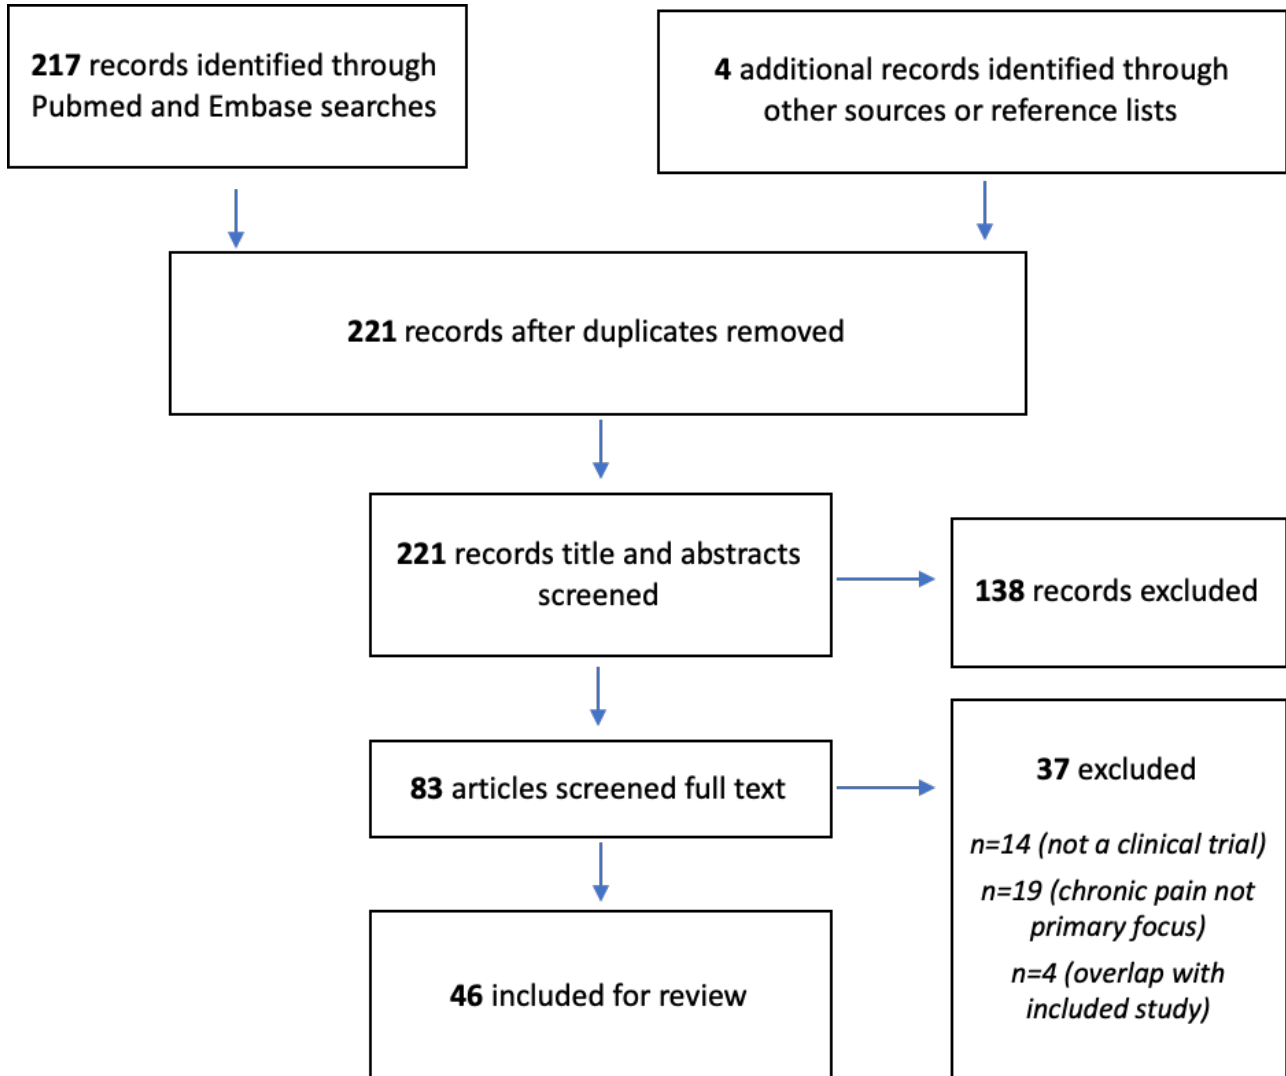 217 records identified through
Pubmed and Embase searches
4 additional records identified through
other sources or reference lists
221 records after duplicates removed
221 records title and abstracts
screened
138 records excluded
83 articles screened full text
37 excluded
n=14 (not a clinical trial)
n=19 (chronic pain not
primary focus)
n=4 (overlap with
included study)
46 included for review